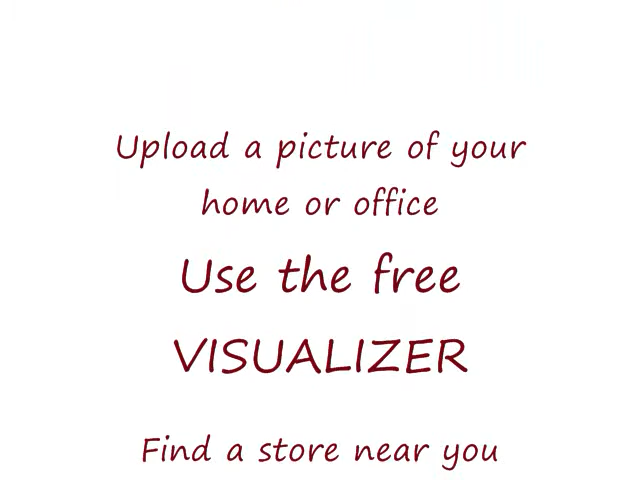 Upload a picture of your
home or office
Use the free
VISUALIZER
Find a store near you